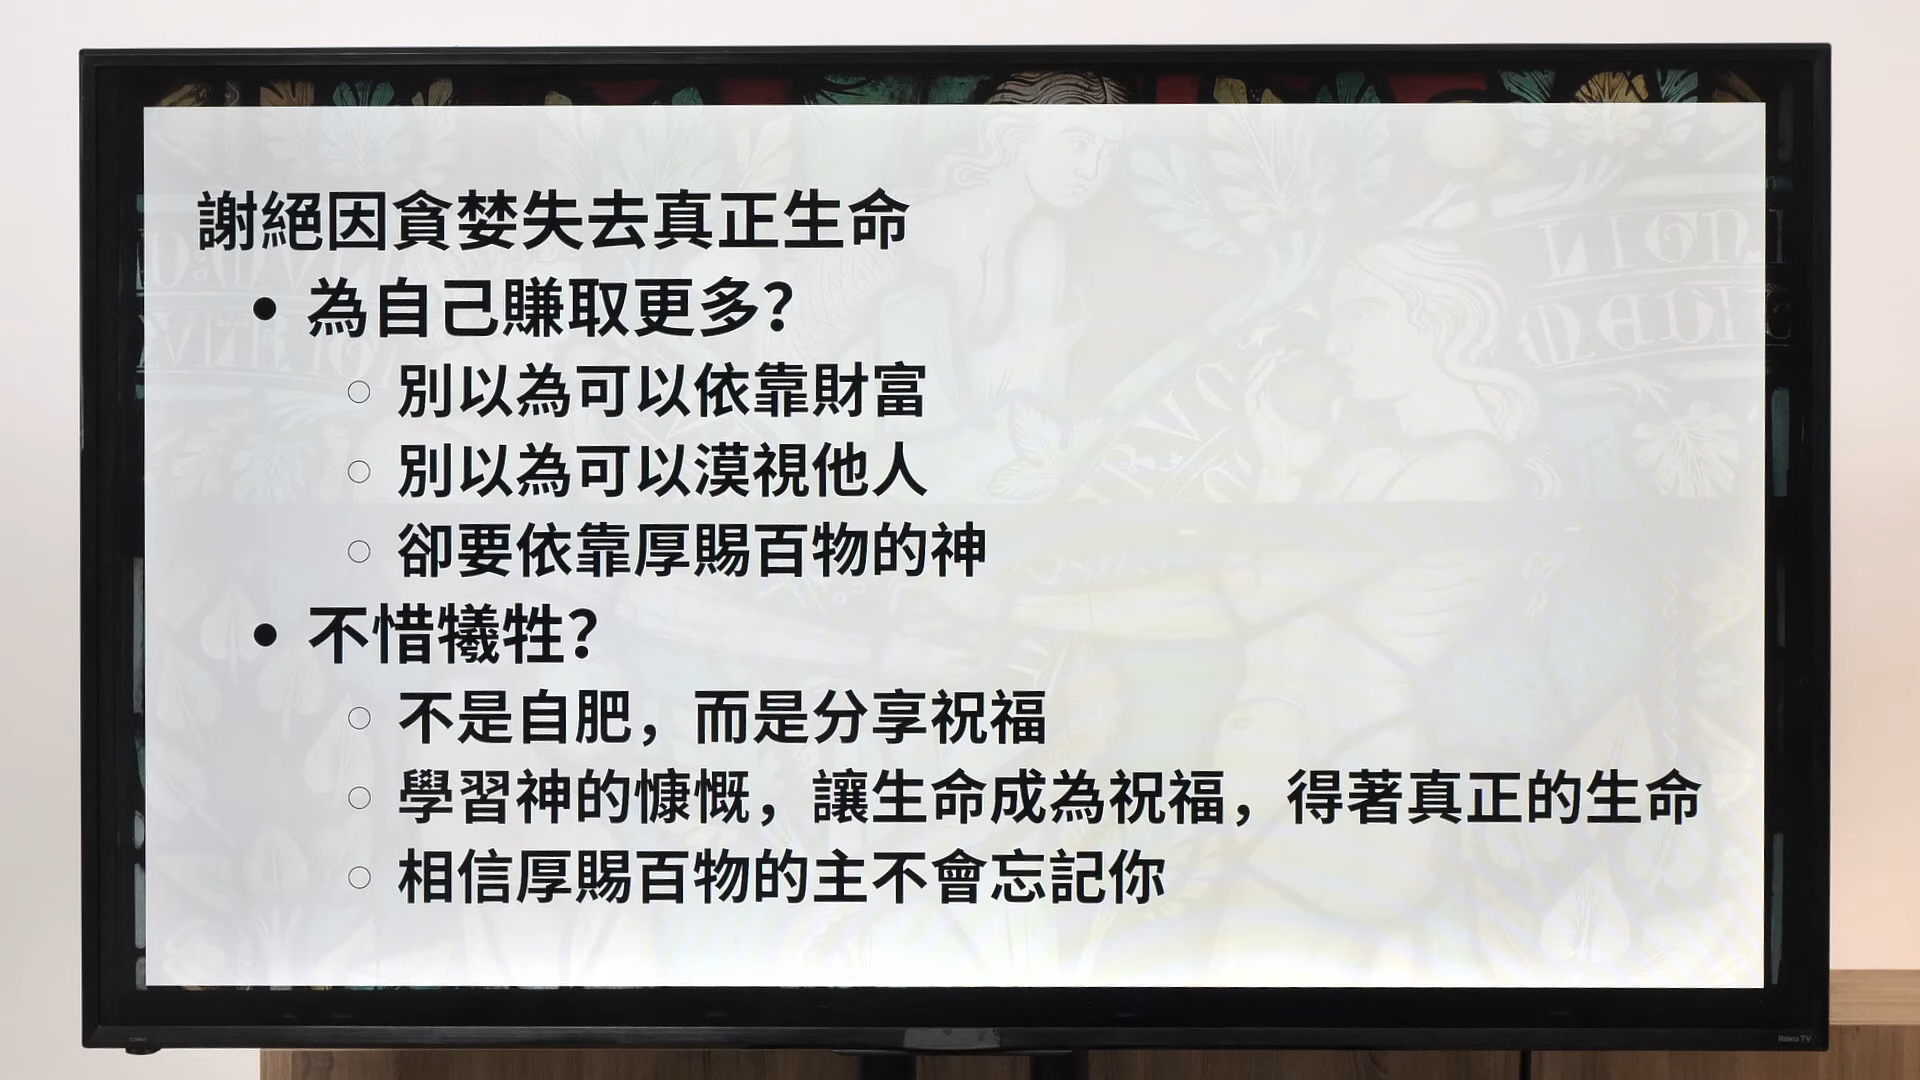 謝絕因貪婪失去真正生命
• 為自己賺取更多?
○ 別以為可以依靠財富
○ 別以為可以漠視他人
○ 卻要依靠厚賜百物的神
• 不惜犧牲?
○ 不是自肥，而是分享祝福
○ 學習神的慷慨，讓生命成為祝福，得著真正的生命
○ 相信厚賜百物的主不會忘記你
Roku TV